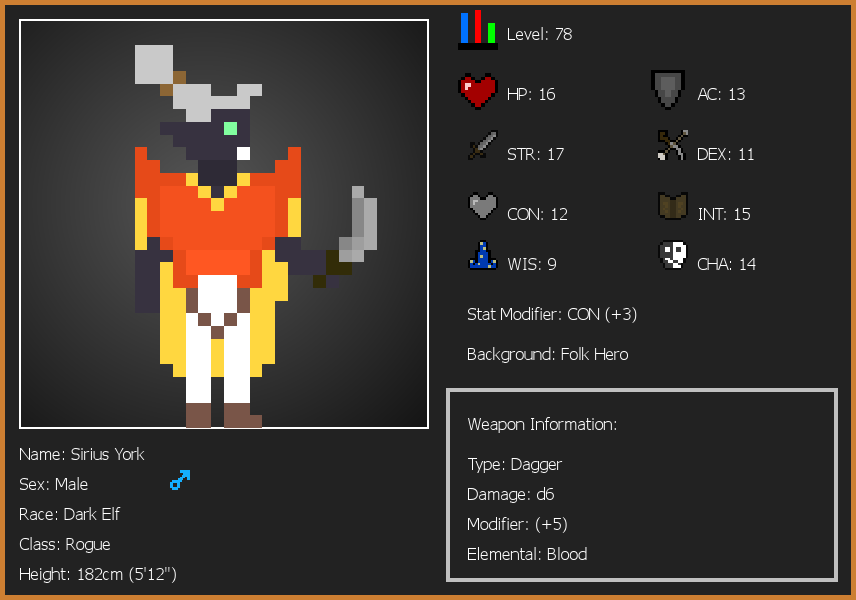 Level: 78
HP: 16
AC: 13
STR: 17
DEX: 11
CON: 12
INT: 15
WIS: 9
CHA: 14
Stat Modifier: CON (+3)
Background: Folk Hero
Weapon Information:
Type: Dagger
Damage: d6
Modifier: (+5)
Elemental: Blood
Name: Sirius York
Sex: Male
Race: Dark Elf
Class: Rogue
Height: 182cm (5'12")